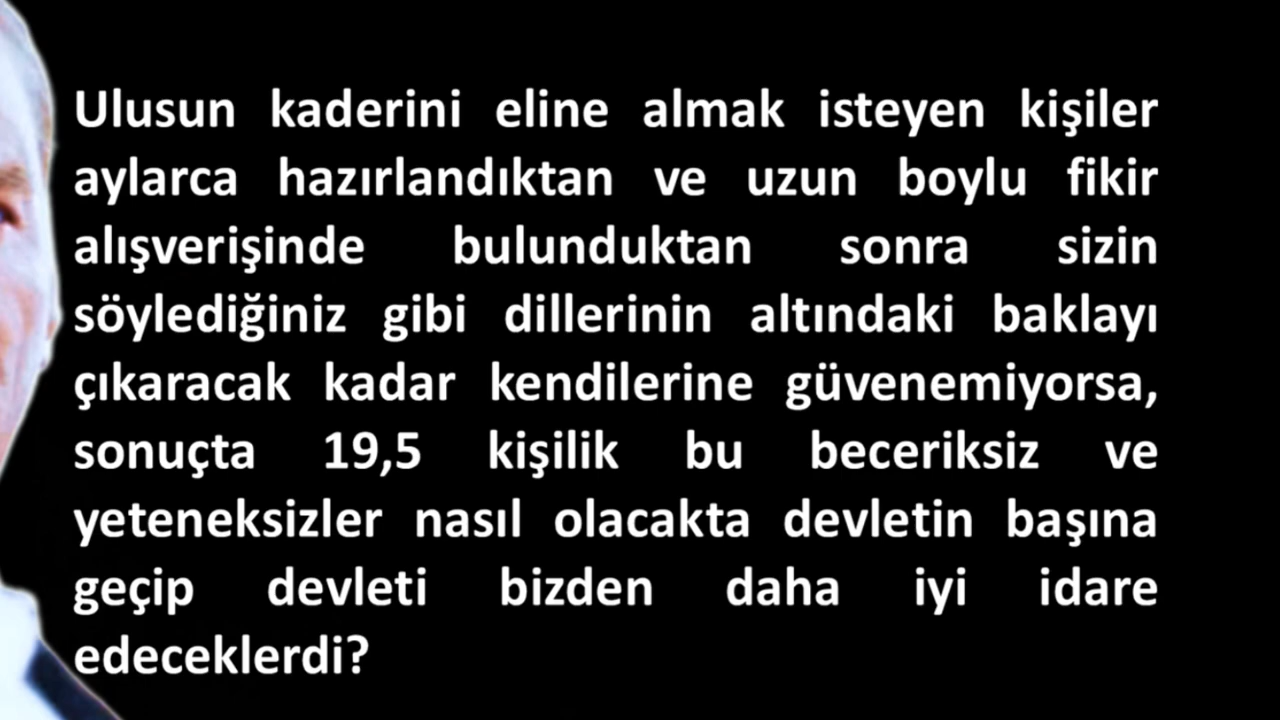 Ulusun kaderini eline almak isteyen kişiler
aylarca hazırlandıktan ve uzun boylu fikir
alışverişinde bulunduktan sonra sizin
söylediğiniz gibi dillerinin altındaki baklayı
çıkaracak kadar kendilerine güvenemiyorsa,
sonuçta 19,5 kişilik bu beceriksiz ve
yeteneksizler nasıl olacakta devletin başına
geçip devleti bizden daha iyi idare
edeceklerdi?